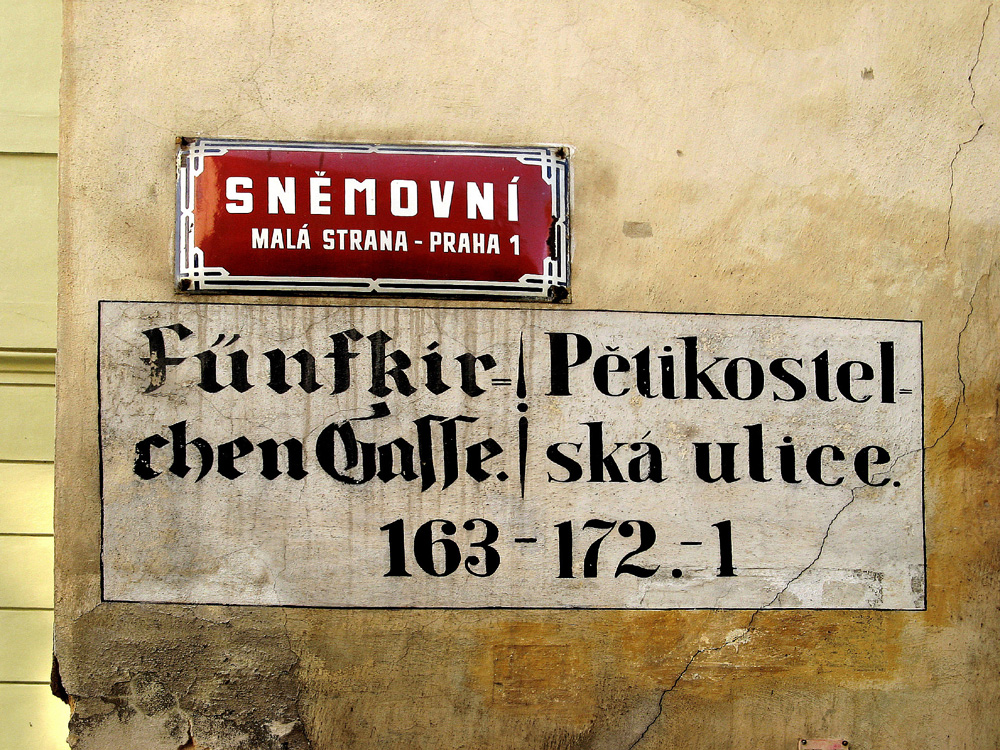 SNĚMOVNÍ
MALÁ STRANA - PRAHA 1
Fünfkir= Pětikostel=
chen Gasse. ská ulice.
163 - 172. - 1